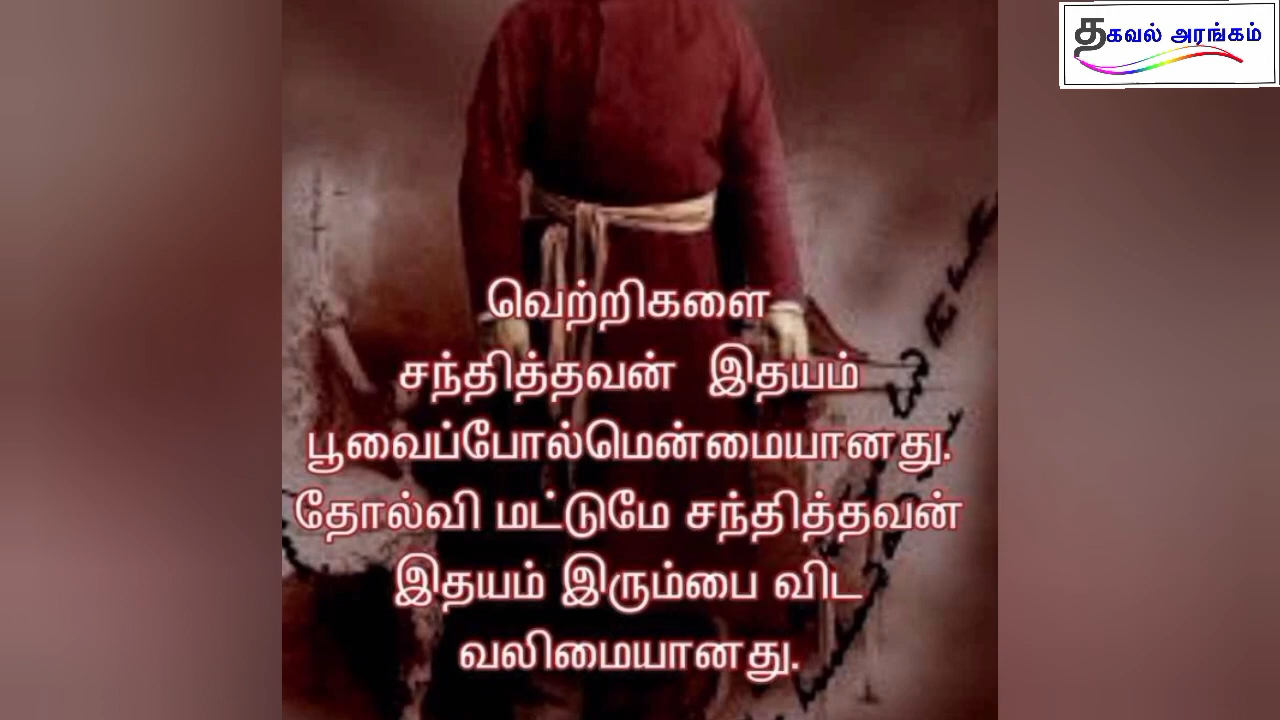 தகவல் அரங்கம்
வெற்றிகளை
சந்தித்தவன் இதயம்
பூவைப்போல்மென்மையானது.
தோல்வி மட்டுமே சந்தித்தவன்
இதயம் இரும்பை விட
வலிமையானது.